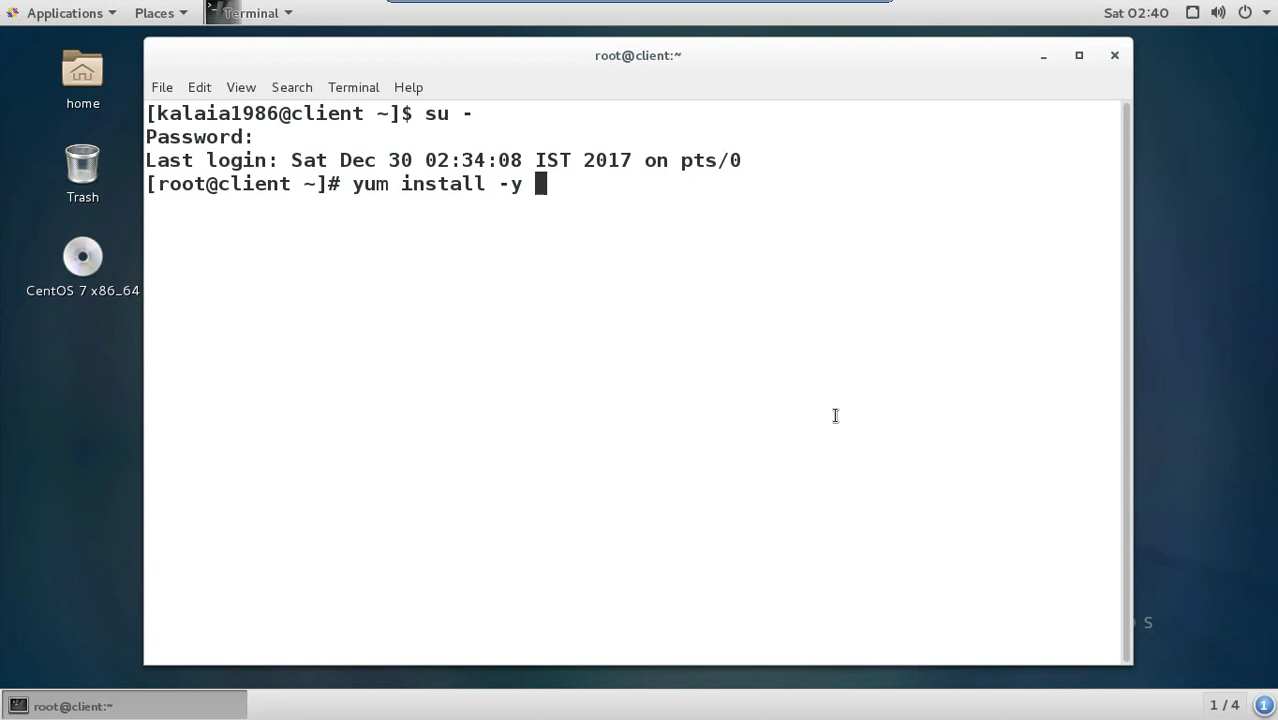 Applications Places Terminal Sat 02:40
root@client:~
File Edit View Search Terminal Help
[kalaia1986@client ~]$ su -
Password:
Last login: Sat Dec 30 02:34:08 IST 2017 on pts/0
[root@client ~]# yum install -y
home
Trash
CentOS 7 x86_64
S
root@client:~ 1 / 4 1